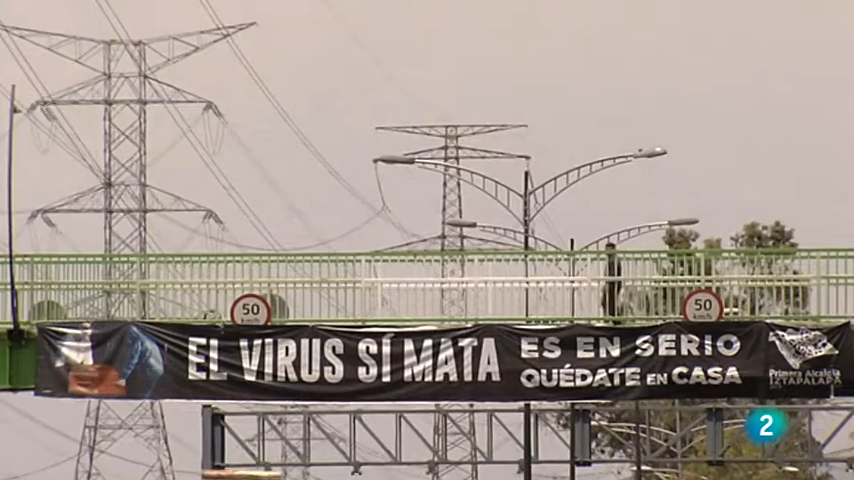 50
km/h
50
km/h
EL VIRUS SÍ MATA
ES EN SERIO
QUÉDATE EN CASA
Primera Alcaldía
IZTAPALAPA
2